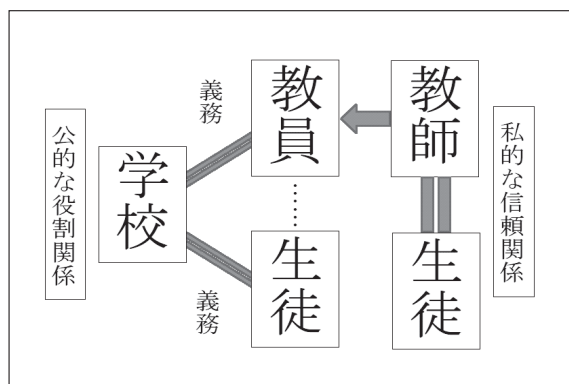 私的な信頼関係
教師
生徒
教員
生徒
義務
義務
学校
公的な役割関係